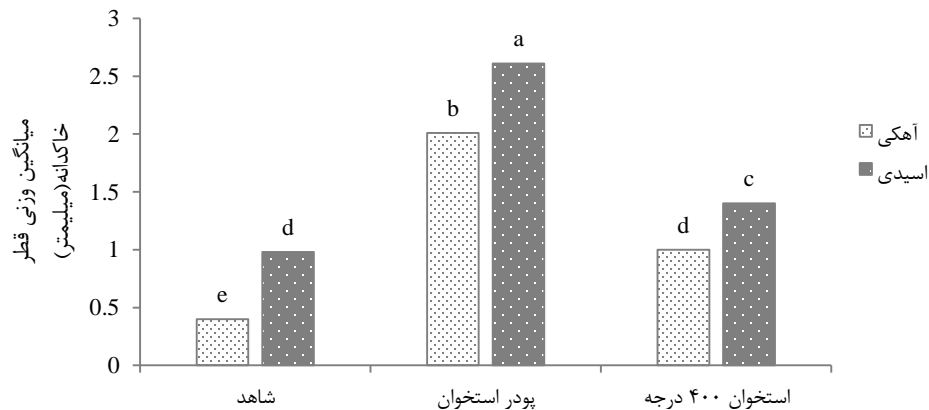 میانگین وزنی قطر
خاکدانه(میلیمتر)
3
2.5
2
1.5
1
0.5
0
e
d
b
a
d
c
شاهد
پودر استخوان
استخوان ۴۰۰ درجه
آهکی
اسیدی